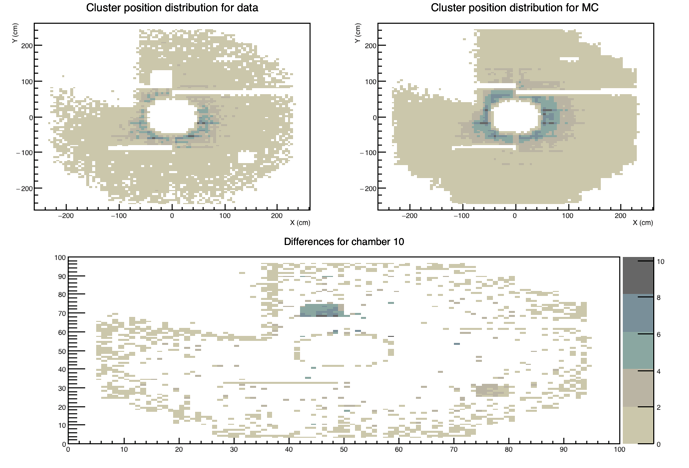 Cluster position distribution for data
Y (cm)
200
100
0
−100
−200
−200 −100 0 100 200
X (cm)
Cluster position distribution for MC
Y (cm)
200
100
0
−100
−200
−200 −100 0 100 200
X (cm)
Differences for chamber 10
100
90
80
70
60
50
40
30
20
10
0
0 10 20 30 40 50 60 70 80 90 100
10
8
6
4
2
0